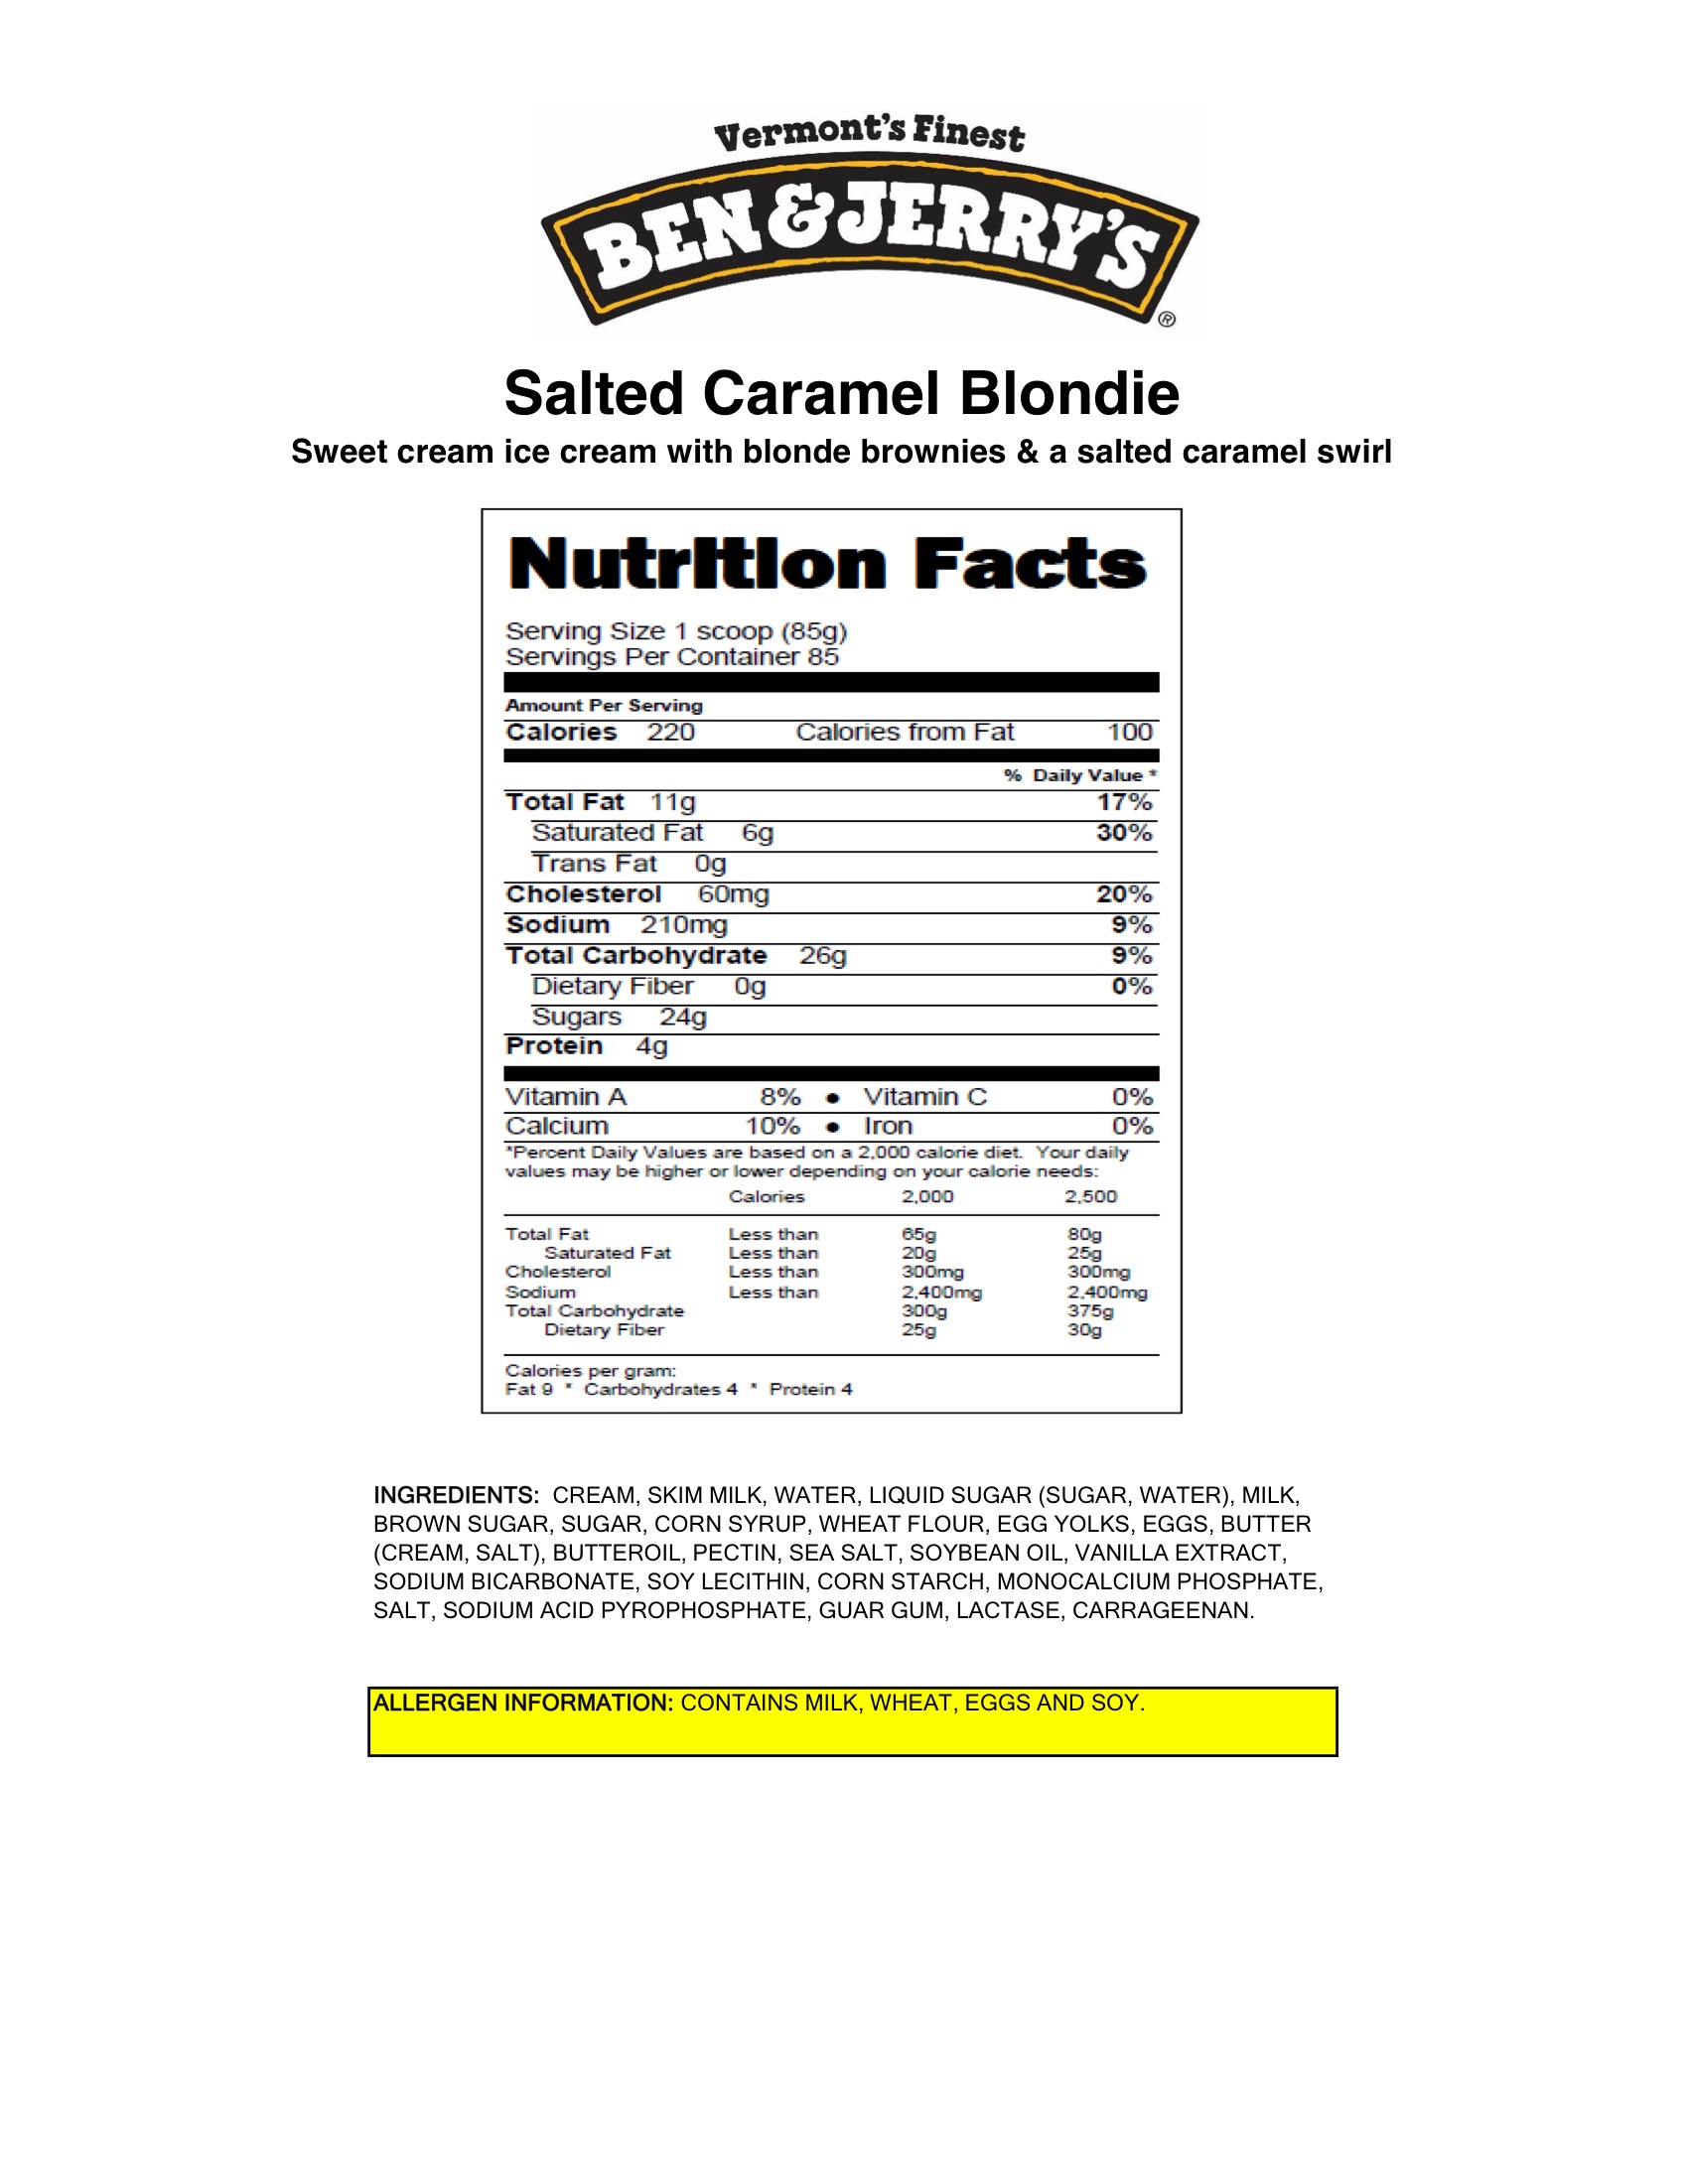 Vermont's Finest
BEN & JERRY'S ®
Salted Caramel Blondie
Sweet cream ice cream with blonde brownies & a salted caramel swirl
Nutrition Facts
Serving Size 1 scoop (85g)
Servings Per Container 85
Amount Per Serving
Calories 220 Calories from Fat 100
% Daily Value *
Total Fat 11g 17%
Saturated Fat 6g 30%
Trans Fat 0g
Cholesterol 60mg 20%
Sodium 210mg 9%
Total Carbohydrate 26g 9%
Dietary Fiber 0g 0%
Sugars 24g
Protein 4g
Vitamin A 8% • Vitamin C 0%
Calcium 10% • Iron 0%
*Percent Daily Values are based on a 2,000 calorie diet. Your daily
values may be higher or lower depending on your calorie needs:
Calories 2,000 2,500
Total Fat Less than 65g 80g
Saturated Fat Less than 20g 25g
Cholesterol Less than 300mg 300mg
Sodium Less than 2,400mg 2,400mg
Total Carbohydrate 300g 375g
Dietary Fiber 25g 30g
Calories per gram:
Fat 9 * Carbohydrates 4 * Protein 4
INGREDIENTS: CREAM, SKIM MILK, WATER, LIQUID SUGAR (SUGAR, WATER), MILK,
BROWN SUGAR, SUGAR, CORN SYRUP, WHEAT FLOUR, EGG YOLKS, EGGS, BUTTER
(CREAM, SALT), BUTTEROIL, PECTIN, SEA SALT, SOYBEAN OIL, VANILLA EXTRACT,
SODIUM BICARBONATE, SOY LECITHIN, CORN STARCH, MONOCALCIUM PHOSPHATE,
SALT, SODIUM ACID PYROPHOSPHATE, GUAR GUM, LACTASE, CARRAGEENAN.
ALLERGEN INFORMATION: CONTAINS MILK, WHEAT, EGGS AND SOY.